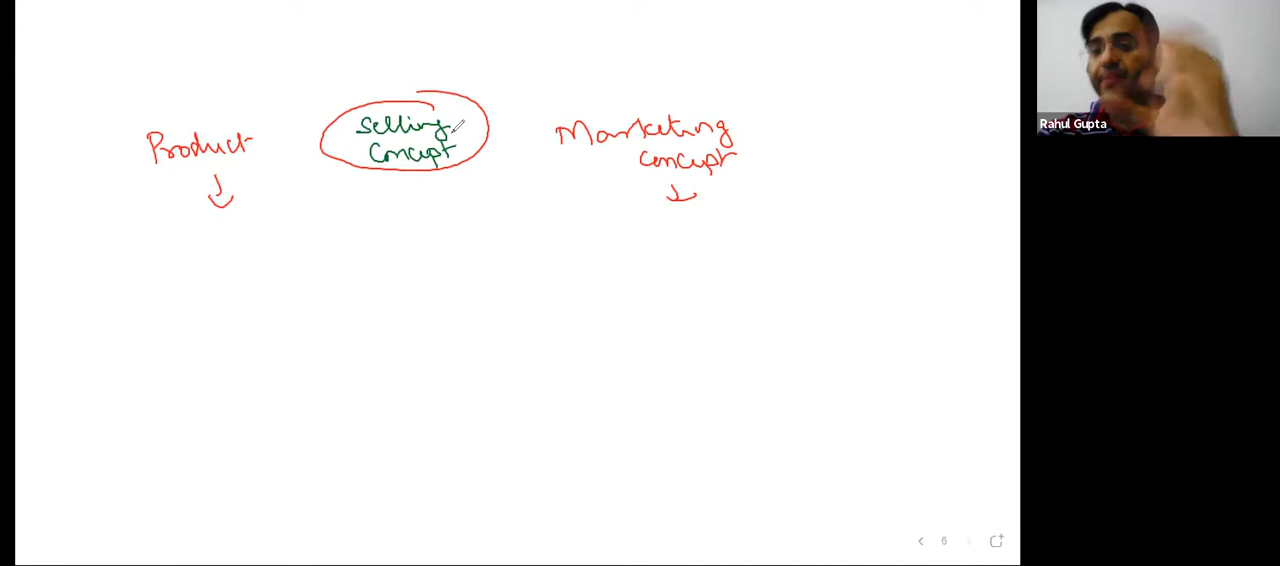 Product
Selling
Concept
Marketing
Concept
Rahul Gupta
6